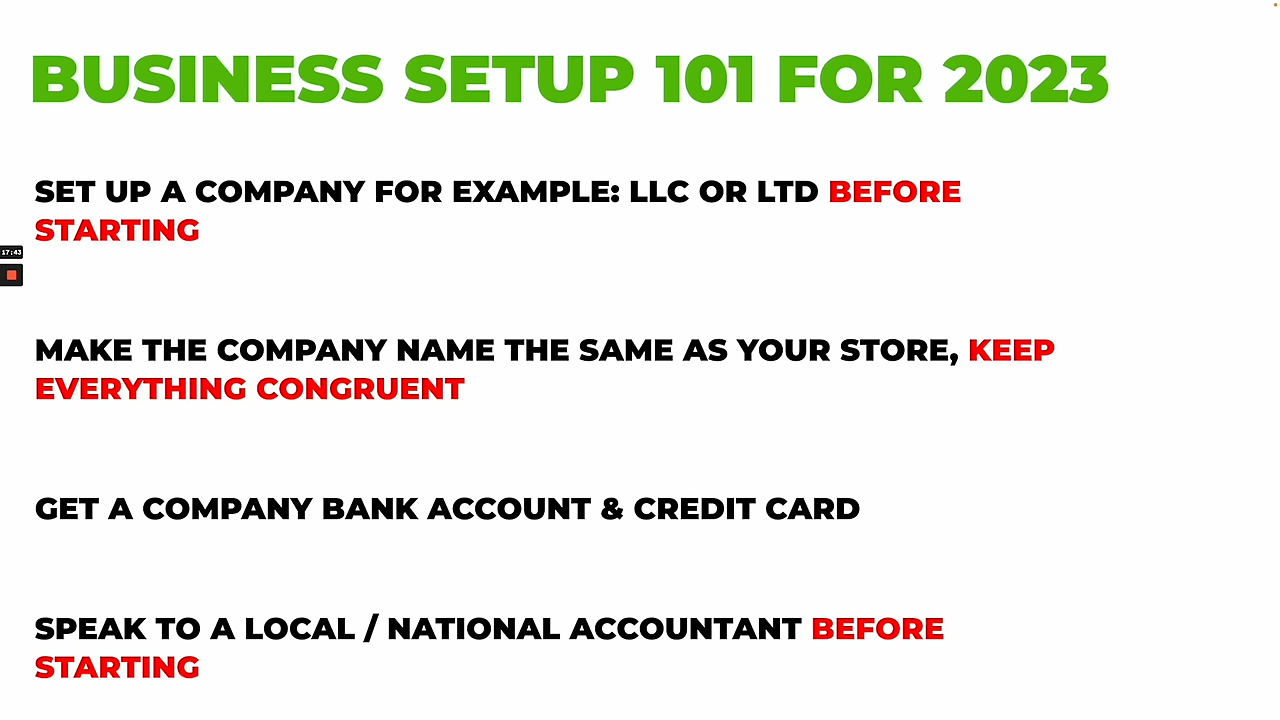 BUSINESS SETUP 101 FOR 2023
SET UP A COMPANY FOR EXAMPLE: LLC OR LTD BEFORE
STARTING
17:43
MAKE THE COMPANY NAME THE SAME AS YOUR STORE, KEEP
EVERYTHING CONGRUENT
GET A COMPANY BANK ACCOUNT & CREDIT CARD
SPEAK TO A LOCAL / NATIONAL ACCOUNTANT BEFORE
STARTING